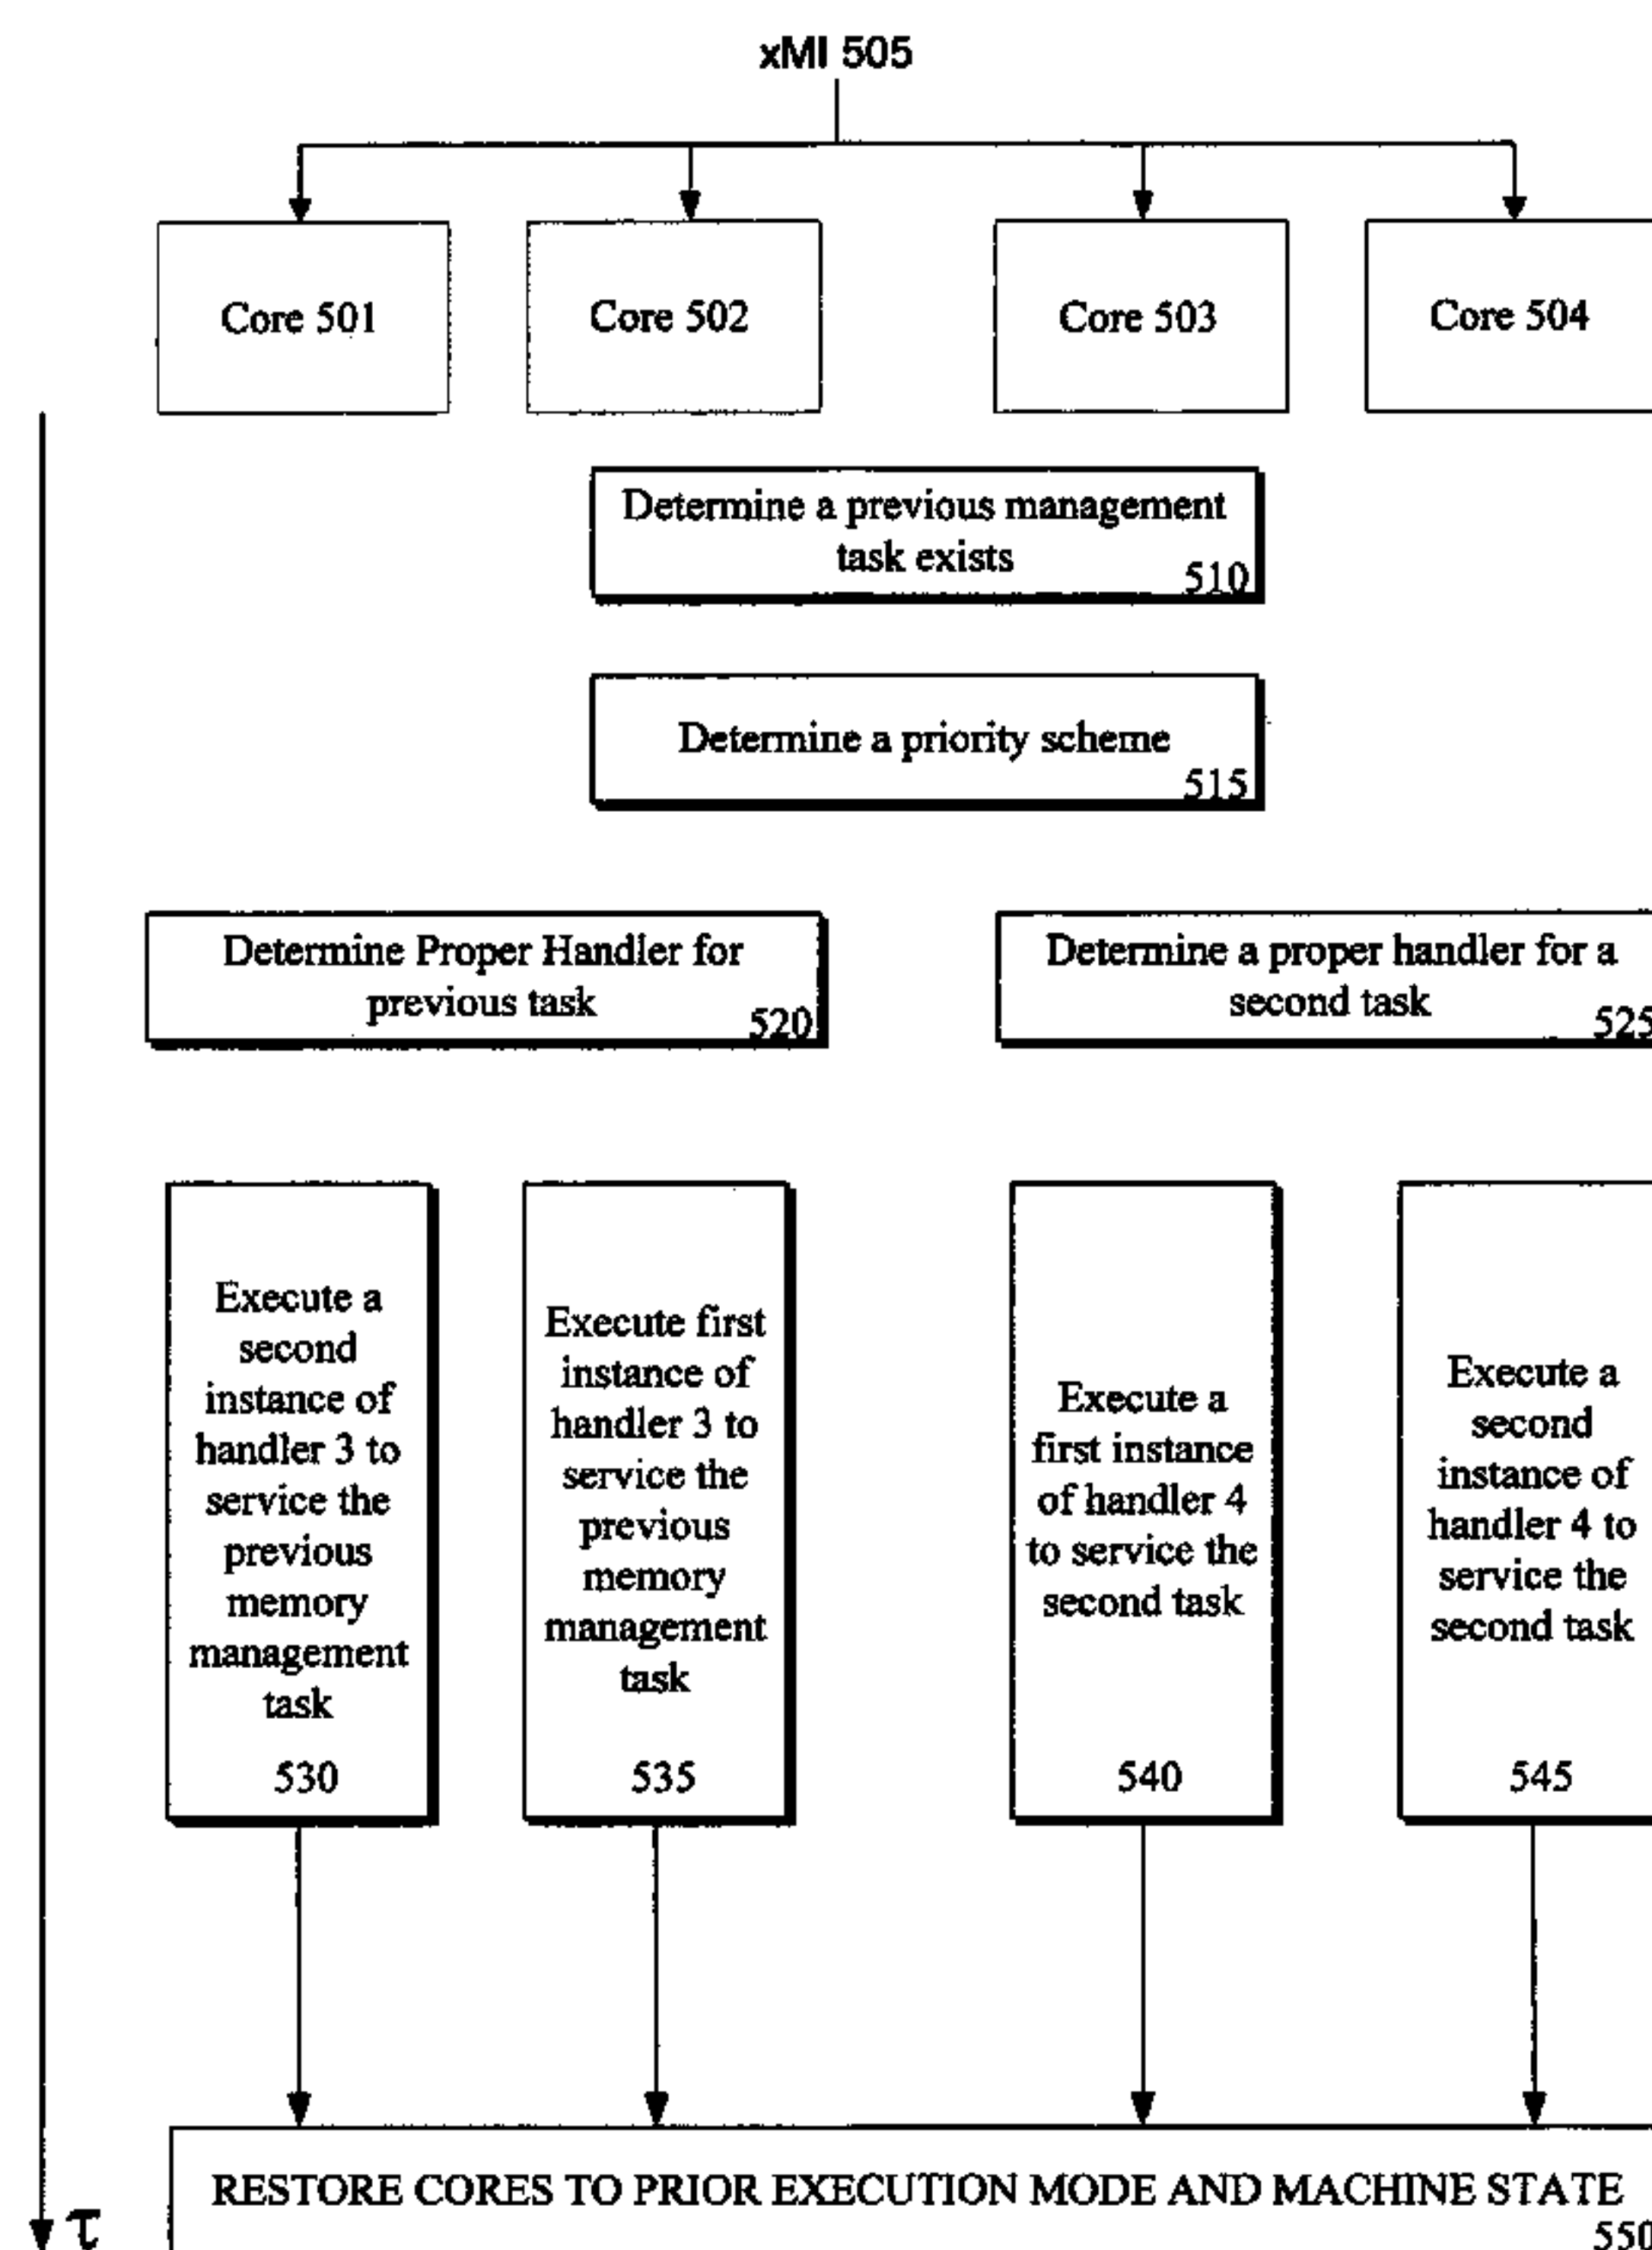 xMI 505
Core 501
Core 502
Core 503
Core 504
Determine a previous management
task exists
510
Determine a priority scheme
515
Determine Proper Handler for
previous task
520
Determine a proper handler for a
second task
525
Execute a
second
instance of
handler 3 to
service the
previous
memory
management
task
530
Execute first
instance of
handler 3 to
service the
previous
memory
management
task
535
Execute a
first instance
of handler 4
to service the
second task
540
Execute a
second
instance of
handler 4 to
service the
second task
545
RESTORE CORES TO PRIOR EXECUTION MODE AND MACHINE STATE
550
τ